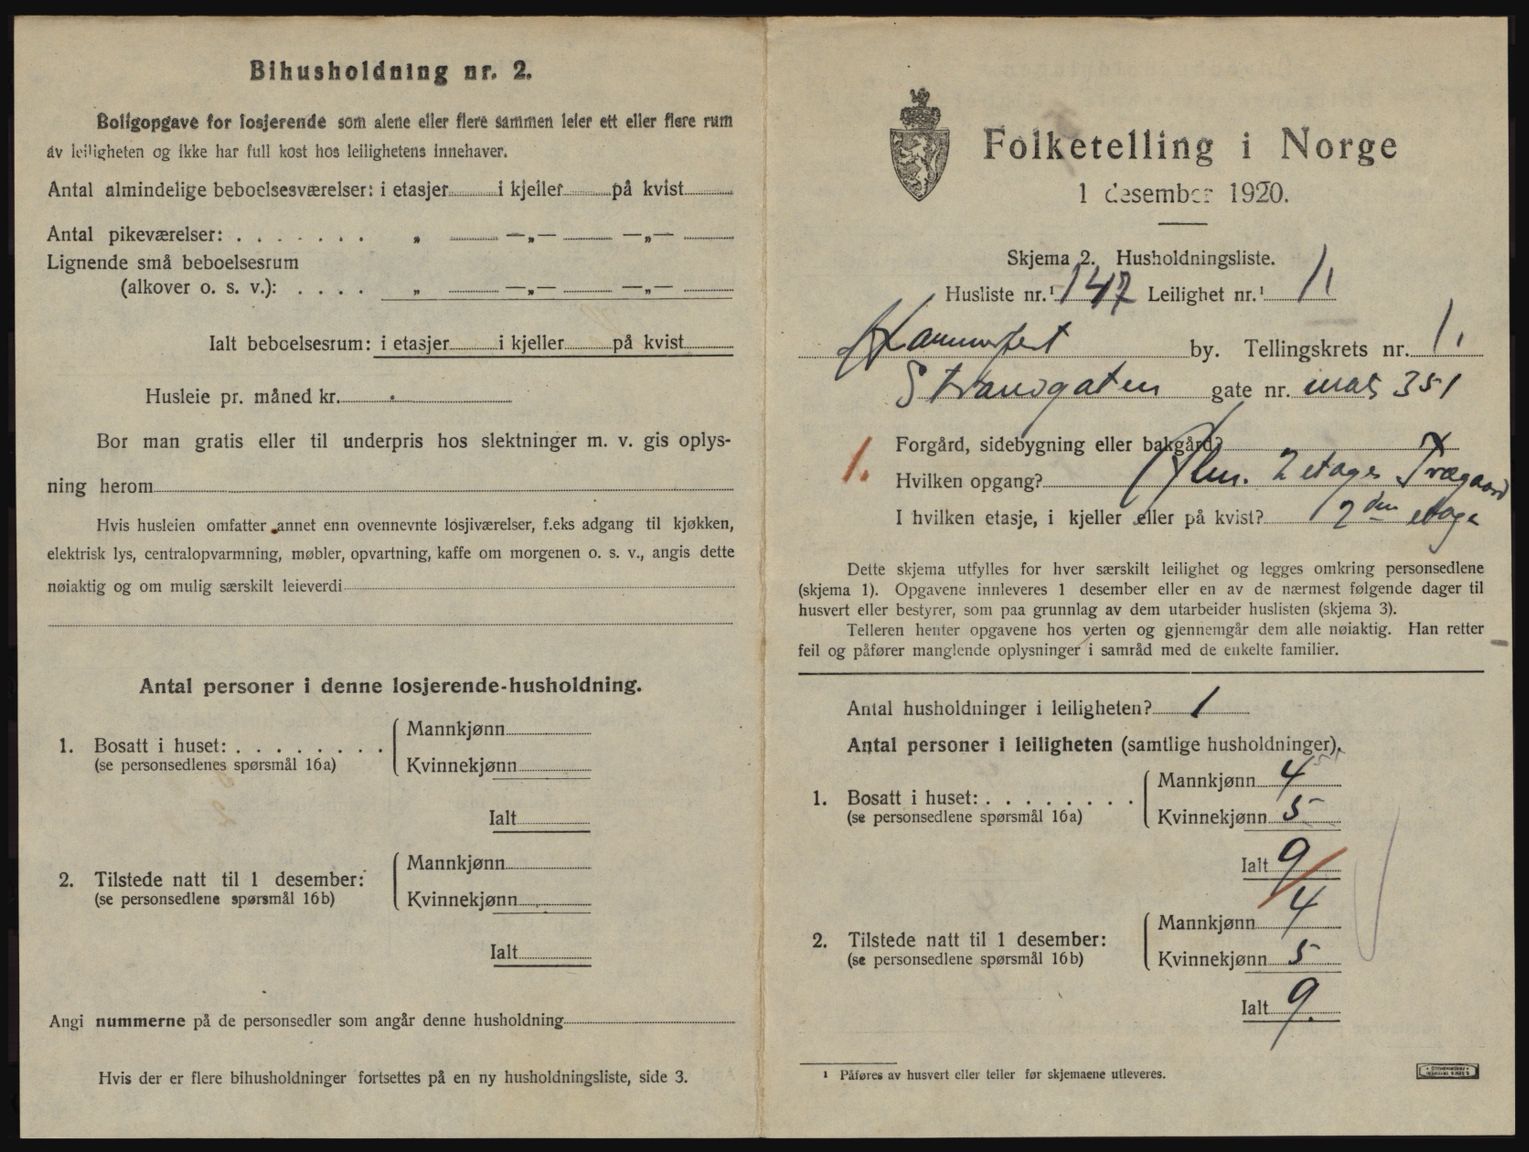 Bihusholdning nr. 2.
Boligopgave for losjerende som alene eller flere sammen leier ett eller flere rum
av leiligheten og ikke har full kost hos leilighetens innehaver.
Antal almindelige beboelsesværelser: i etasjer i kjeller på kvist
Antal pikeværelser: . . . . . . . „ —„— —„—
Lignende små beboelsesrum
(alkover o. s. v.): . . . . „ —„— —„—
Ialt beboelsesrum: i etasjer i kjeller på kvist
Husleie pr. måned kr.
Bor man gratis eller til underpris hos slektninger m. v. gis oplys-
ning herom
Hvis husleien omfatter annet enn ovennevnte losjiværelser, f.eks adgang til kjøkken,
elektrisk lys, centralopvarmning, møbler, opvartning, kaffe om morgenen o. s. v., angis dette
nøiaktig og om mulig særskilt leieverdi
Antal personer i denne losjerende-husholdning.
1. Bosatt i huset: . . . . . . . .
(se personsedlenes spørsmål 16a)
Mannkjønn
Kvinnekjønn
Ialt
2. Tilstede natt til 1 desember:
(se personsedlene spørsmål 16b)
Mannkjønn
Kvinnekjønn
Ialt
Angi nummerne på de personsedler som angår denne husholdning
Hvis der er flere bihusholdninger fortsettes på en ny husholdningsliste, side 3.
Folketelling i Norge
1 desember 1920.
Skjema 2. Husholdningsliste.
Husliste nr.¹ 147 Leilighet nr.¹ 1.
Hammerfest by. Tellingskrets nr. 1.
Strandgaten gate nr. 351
1.
Forgård, sidebygning eller bakgård?
Hvilken opgang? 2 etages Trægaard
I hvilken etasje, i kjeller eller på kvist? 2den etage
Dette skjema utfylles for hver særskilt leilighet og legges omkring personsedlene
(skjema 1). Opgavene innleveres 1 desember eller en av de nærmest følgende dager til
husvert eller bestyrer, som paa grunnlag av dem utarbeider huslisten (skjema 3).
Telleren henter opgavene hos verten og gjennemgår dem alle nøiaktig. Han retter
feil og påfører manglende oplysninger i samråd med de enkelte familier.
Antal husholdninger i leiligheten? 1
Antal personer i leiligheten (samtlige husholdninger).
1. Bosatt i huset: . . . . . . . .
(se personsedlene spørsmål 16a)
Mannkjønn 4
Kvinnekjønn 5
Ialt 9
2. Tilstede natt til 1 desember:
(se personsedlene spørsmål 16b)
Mannkjønn 4
Kvinnekjønn 5
Ialt 9.
¹ Påføres av husvert eller teller før skjemaene utleveres.